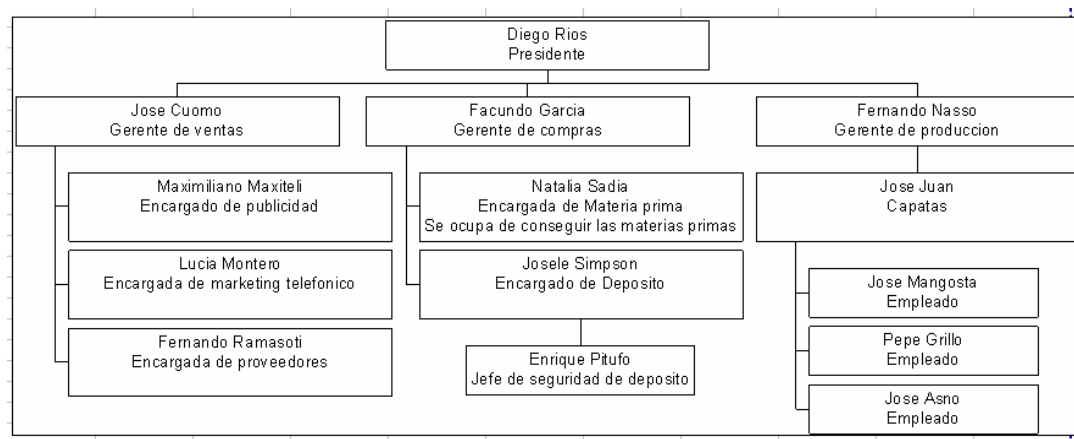 Diego Rios
Presidente
Jose Cuomo
Gerente de ventas
Facundo Garcia
Gerente de compras
Fernando Nasso
Gerente de produccion
Maximiliano Maxiteli
Encargado de publicidad
Lucia Montero
Encargada de marketing telefonico
Fernando Ramasoti
Encargada de proveedores
Natalia Sadia
Encargada de Materia prima
Se ocupa de conseguir las materias primas
Josele Simpson
Encargado de Deposito
Enrique Pitufo
Jefe de seguridad de deposito
Jose Juan
Capatas
Jose Mangosta
Empleado
Pepe Grillo
Empleado
Jose Asno
Empleado